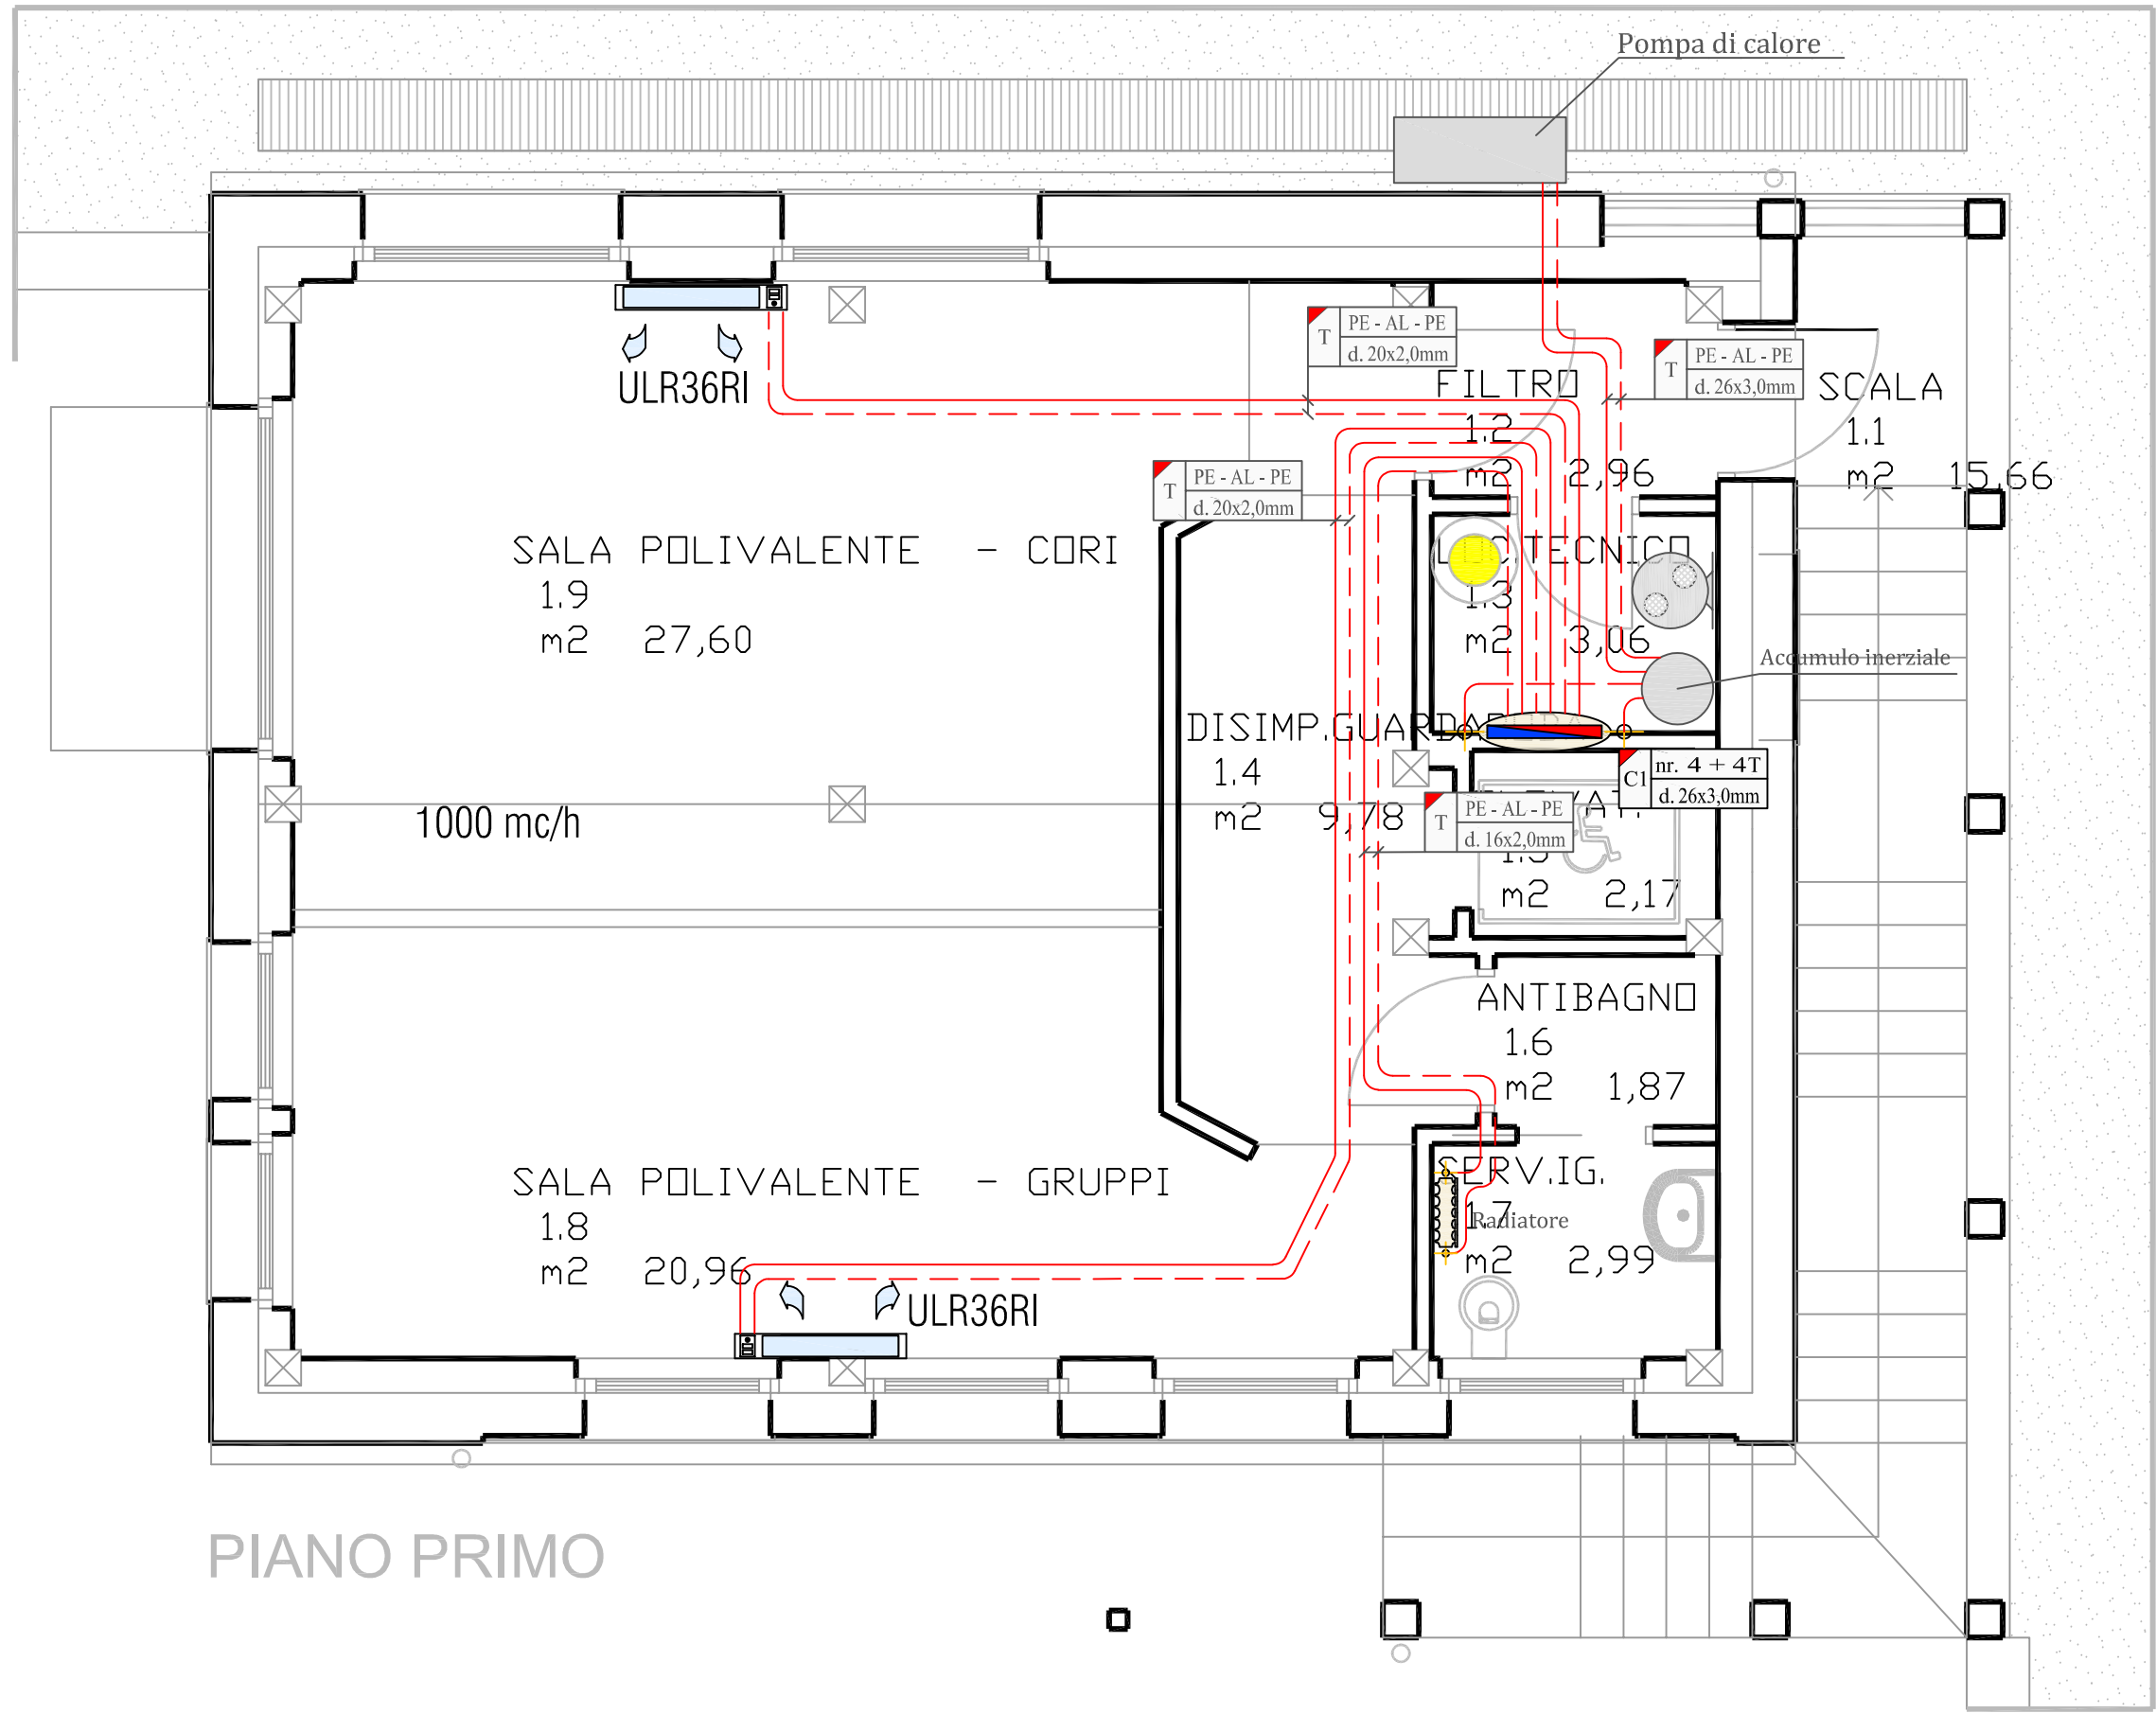 Pompa di calore
T
PE - AL - PE
d. 20x2,0mm
T
PE - AL - PE
d. 26x3,0mm
ULR36RI
FILTRO
1.2
m2 2,96
SCALA
1.1
m2 15,66
T
PE - AL - PE
d. 20x2,0mm
SALA POLIVALENTE - CORI
1.9
m2 27,60
TECNICO
1.3
m2 3,06
Accumulo inerziale
DISIMP.GUARDAROBA
1.4
m2 9,78
C1
nr. 4 + 4T
d. 26x3,0mm
1000 mc/h
T
PE - AL - PE
d. 16x2,0mm
m2 2,17
ANTIBAGNO
1.6
m2 1,87
SALA POLIVALENTE - GRUPPI
1.8
m2 20,96
SERV.IG.
1.7
Radiatore
m2 2,99
ULR36RI
PIANO PRIMO